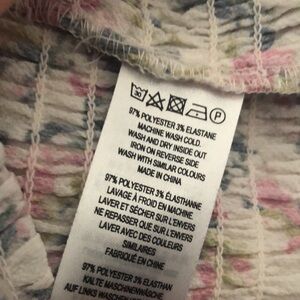 97% POLYESTER 3% ELASTANE
MACHINE WASH COLD.
WASH AND DRY INSIDE OUT
IRON ON REVERSE SIDE
WASH WITH SIMILAR COLOURS
MADE IN CHINA
97% POLYESTER 3% ÉLASTHANNE
LAVAGE À FROID EN MACHINE
LAVER ET SÉCHER SUR L'ENVERS
NE REPASSER QUE SUR L'ENVERS
LAVER AVEC DES COULEURS
SIMILAIRES
FABRIQUÉ EN CHINE
97% POLYESTER 3% ELASTHAN
KALTE MASCHINENWÄSCHE
AUF LINKS